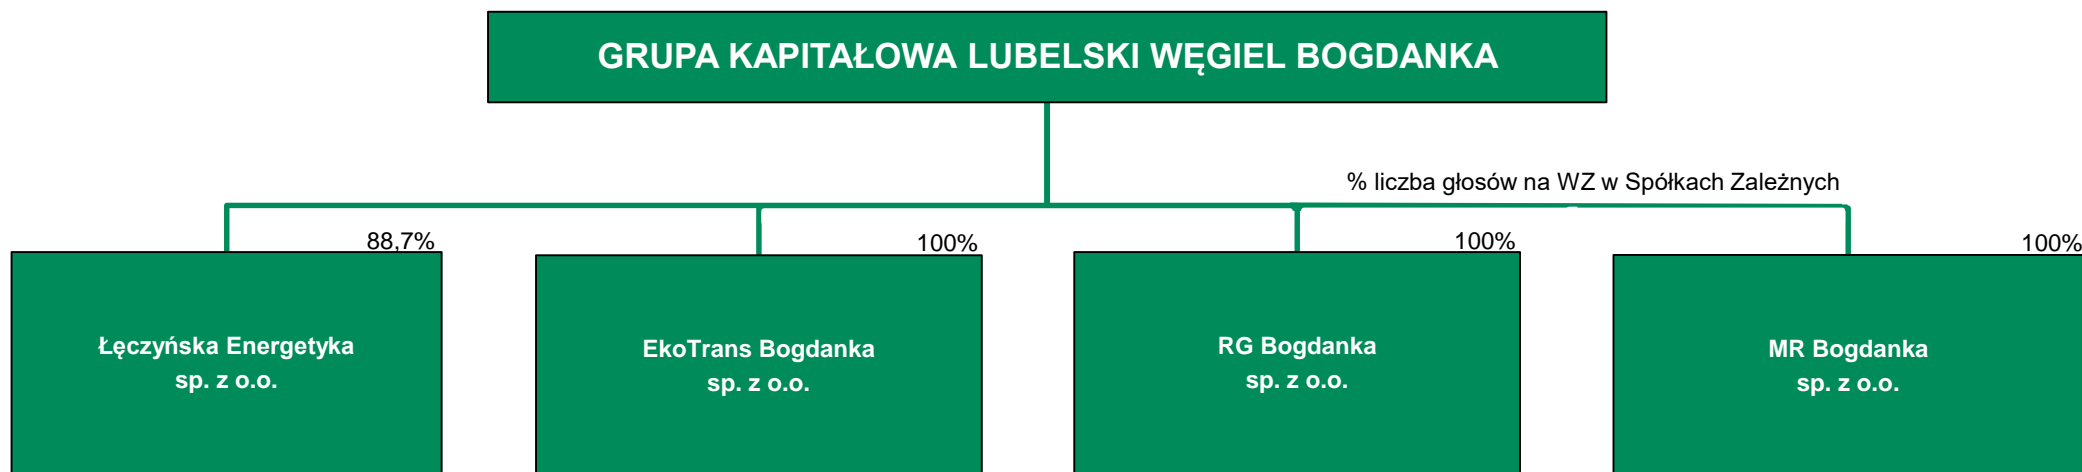 GRUPA KAPITAŁOWA LUBELSKI WĘGIEL BOGDANKA
% liczba głosów na WZ w Spółkach Zależnych
88,7%
100%
100%
100%
Łęczyńska Energetyka
sp. z o.o.
EkoTrans Bogdanka
sp. z o.o.
RG Bogdanka
sp. z o.o.
MR Bogdanka
sp. z o.o.